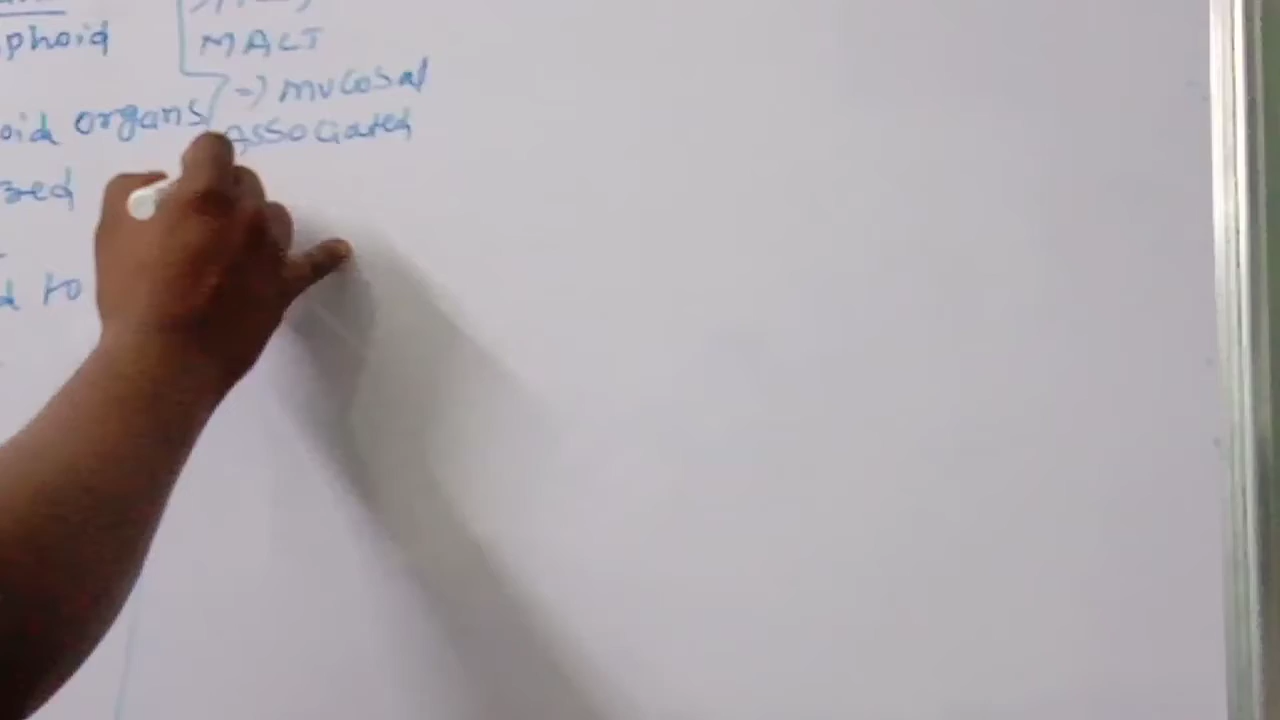 phoid MALT
=) mucosal
oid organs Associated
zed
d to